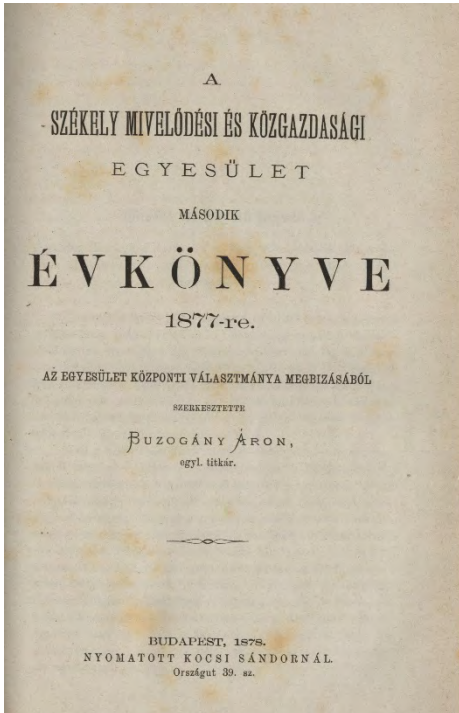 A
SZÉKELY MIVELŐDÉSI ÉS KÖZGAZDASÁGI
EGYESÜLET
MÁSODIK
ÉVKÖNYVE
1877-re.
AZ EGYESÜLET KÖZPONTI VÁLASZTMÁNYA MEGBIZÁSÁBÓL
SZERKESZTETTE
BUZOGÁNY ÁRON,
egyl. titkár.
BUDAPEST, 1878.
NYOMATOTT KOCSI SÁNDORNÁL.
Országut 39. sz.